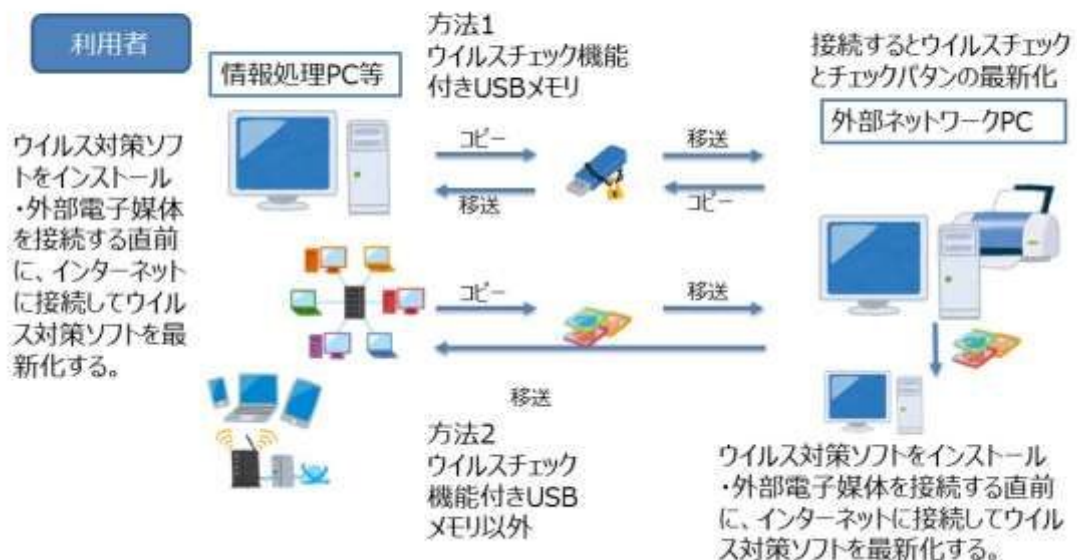 利用者
情報処理PC等
ウイルス対策ソフ
トをインストール
・外部電子媒体
を接続する直前
に、インターネット
に接続してウイル
ス対策ソフトを最
新化する。
方法1
ウイルスチェック機能
付きUSBメモリ
コピー
移送
移送
コピー
コピー
移送
移送
方法2
ウイルスチェック
機能付きUSB
メモリ以外
接続するとウイルスチェック
とチェックパタンの最新化
外部ネットワークPC
ウイルス対策ソフトをインストール
・外部電子媒体を接続する直前
に、インターネットに接続してウイル
ス対策ソフトを最新化する。